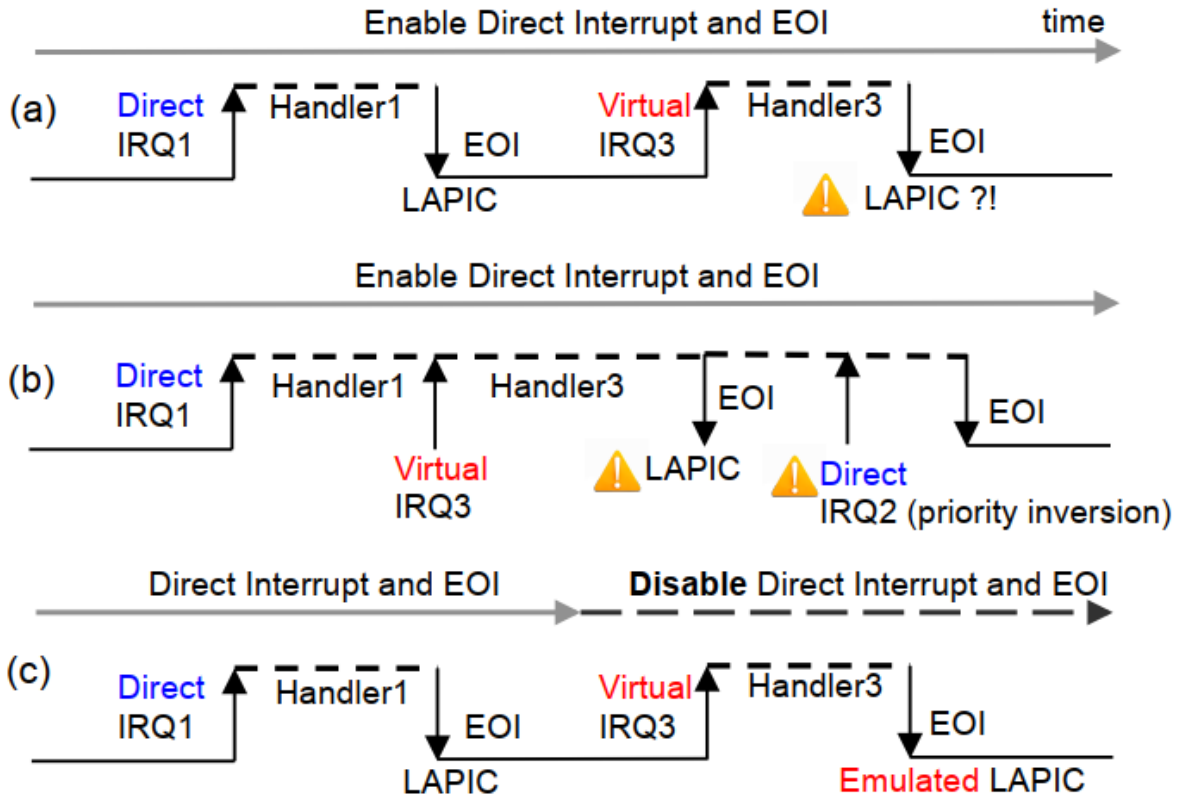 Enable Direct Interrupt and EOI time
(a) Direct Handler1 Virtual Handler3
IRQ1 EOI IRQ3 EOI
LAPIC LAPIC ?!
Enable Direct Interrupt and EOI
(b) Direct Handler1 Handler3 EOI EOI
IRQ1
Virtual LAPIC Direct
IRQ3 IRQ2 (priority inversion)
Direct Interrupt and EOI Disable Direct Interrupt and EOI
(c) Direct Handler1 Virtual Handler3
IRQ1 EOI IRQ3 EOI
LAPIC Emulated LAPIC